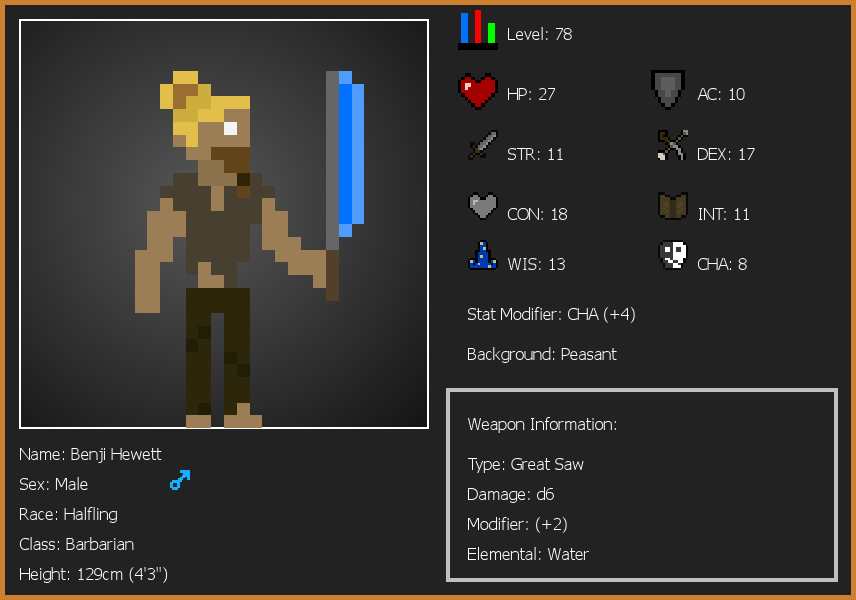 Level: 78
HP: 27
AC: 10
STR: 11
DEX: 17
CON: 18
INT: 11
WIS: 13
CHA: 8
Stat Modifier: CHA (+4)
Background: Peasant
Weapon Information:
Type: Great Saw
Damage: d6
Modifier: (+2)
Elemental: Water
Name: Benji Hewett
Sex: Male
Race: Halfling
Class: Barbarian
Height: 129cm (4'3")